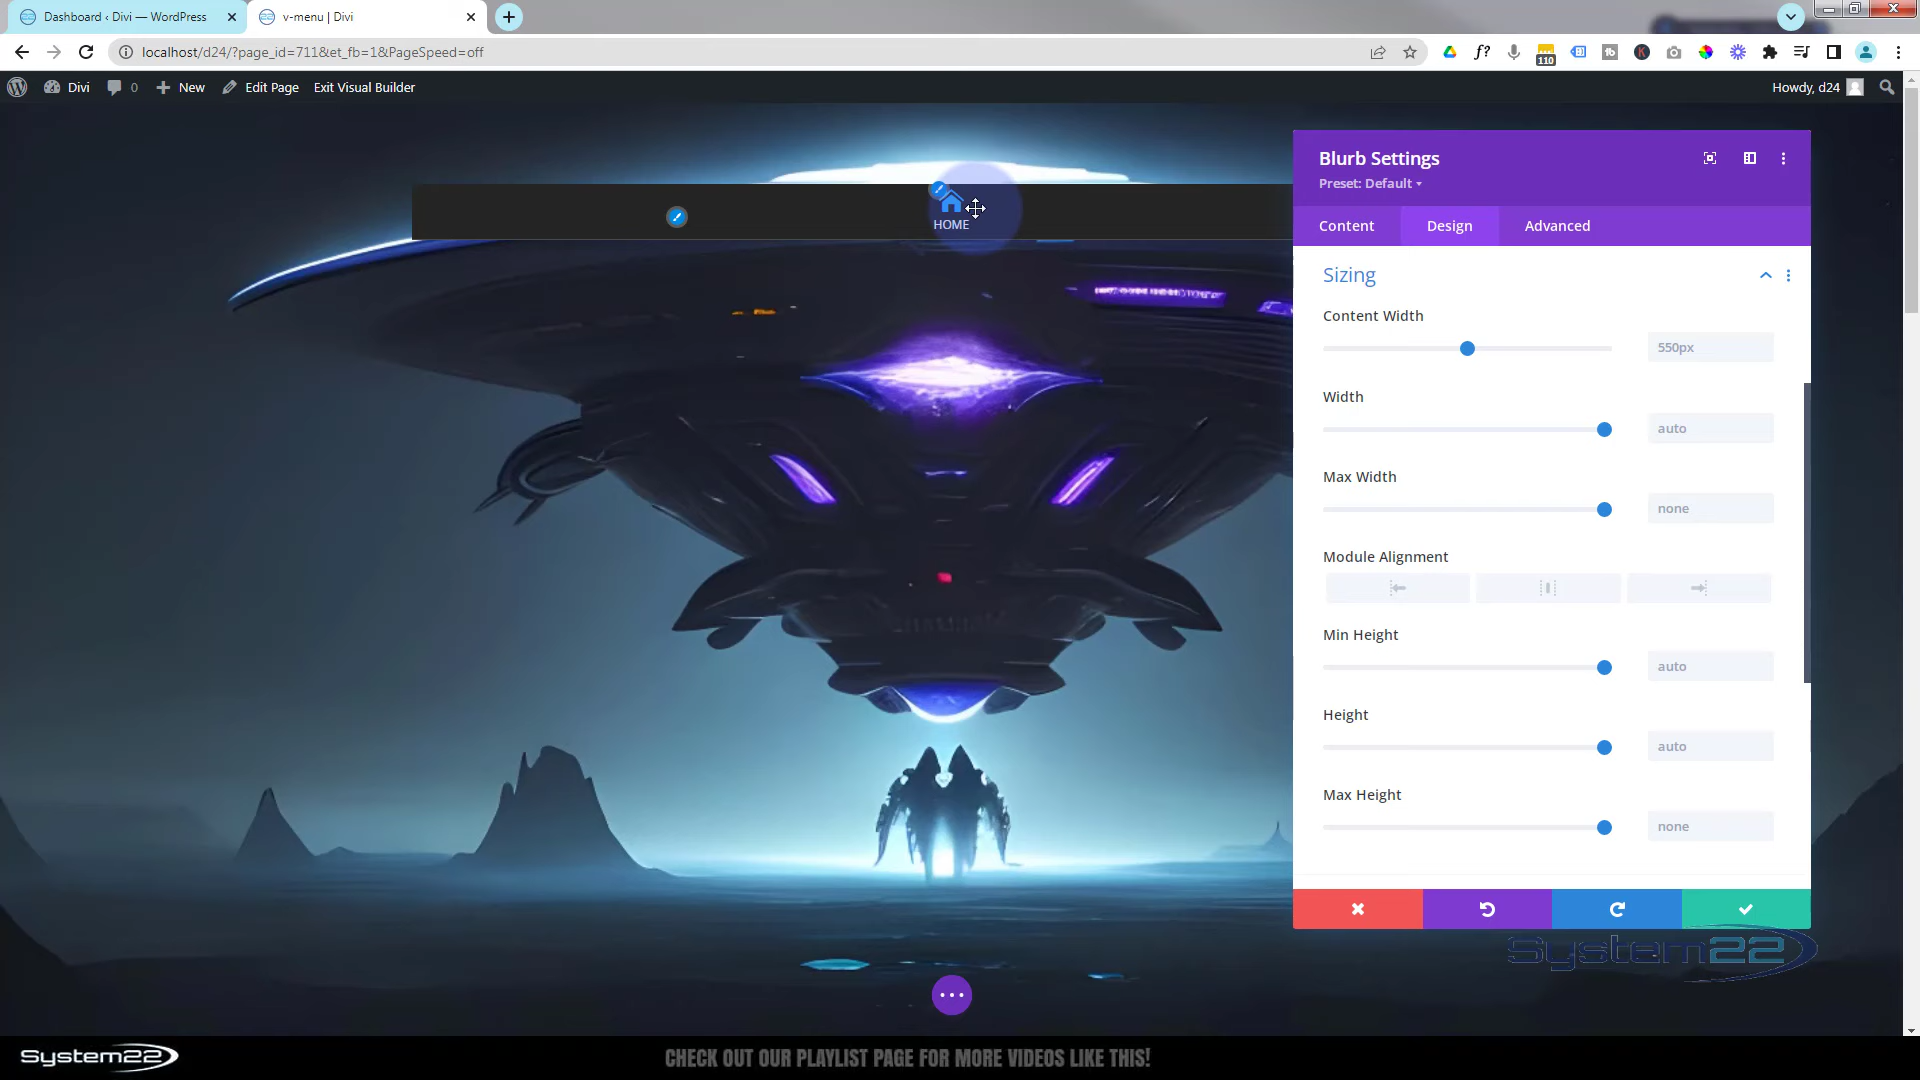 Dashboard ‹ Divi — WordPress
v-menu | Divi
localhost/d24/?page_id=711&et_fb=1&PageSpeed=off
f?
110
Divi
0
New
Edit Page
Exit Visual Builder
Howdy, d24
HOME
Blurb Settings
Preset: Default
Content
Design
Advanced
Sizing
Content Width
550px
Width
auto
Max Width
none
Module Alignment
Min Height
auto
Height
auto
Max Height
none
System22
System22
CHECK OUT OUR PLAYLIST PAGE FOR MORE VIDEOS LIKE THIS!